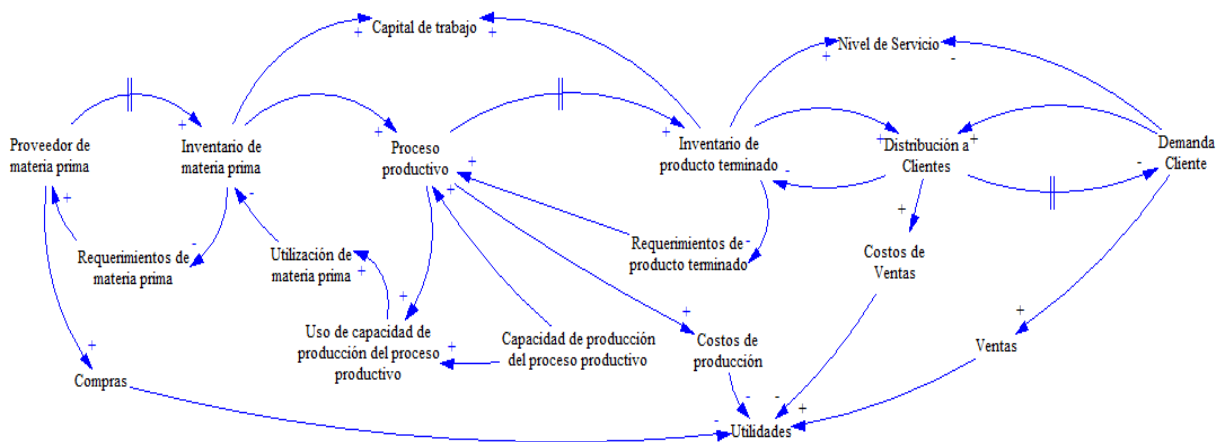 Capital de trabajo
+
+
Nivel de Servicio
+
-
Proveedor de
materia prima
+
Inventario de
materia prima
+
Proceso
productivo
+
Inventario de
producto terminado
+
+
Distribución a
Clientes
Demanda
Cliente
+
-
-
+
+
-
-
Requerimientos de
materia prima
-
Utilización de
materia prima
+
Requerimientos de
producto terminado
-
+
Costos de
Ventas
+
Uso de capacidad de
producción del proceso
productivo
+
Capacidad de producción
del proceso productivo
+
Costos de
producción
+
Ventas
+
Compras
-
-
-
+
Utilidades